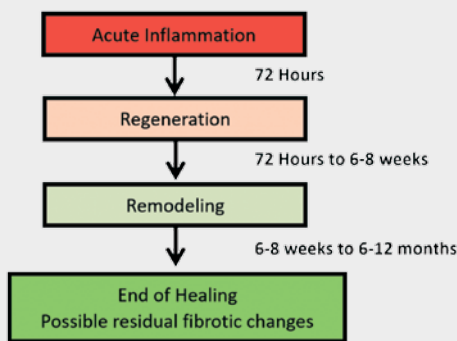 Acute Inflammation
72 Hours
Regeneration
72 Hours to 6-8 weeks
Remodeling
6-8 weeks to 6-12 months
End of Healing
Possible residual fibrotic changes